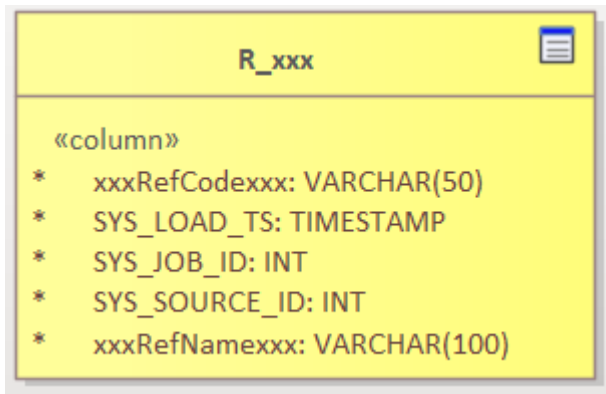 R_xxx
«column»
* xxxRefCodexxx: VARCHAR(50)
* SYS_LOAD_TS: TIMESTAMP
* SYS_JOB_ID: INT
* SYS_SOURCE_ID: INT
* xxxRefNamexxx: VARCHAR(100)